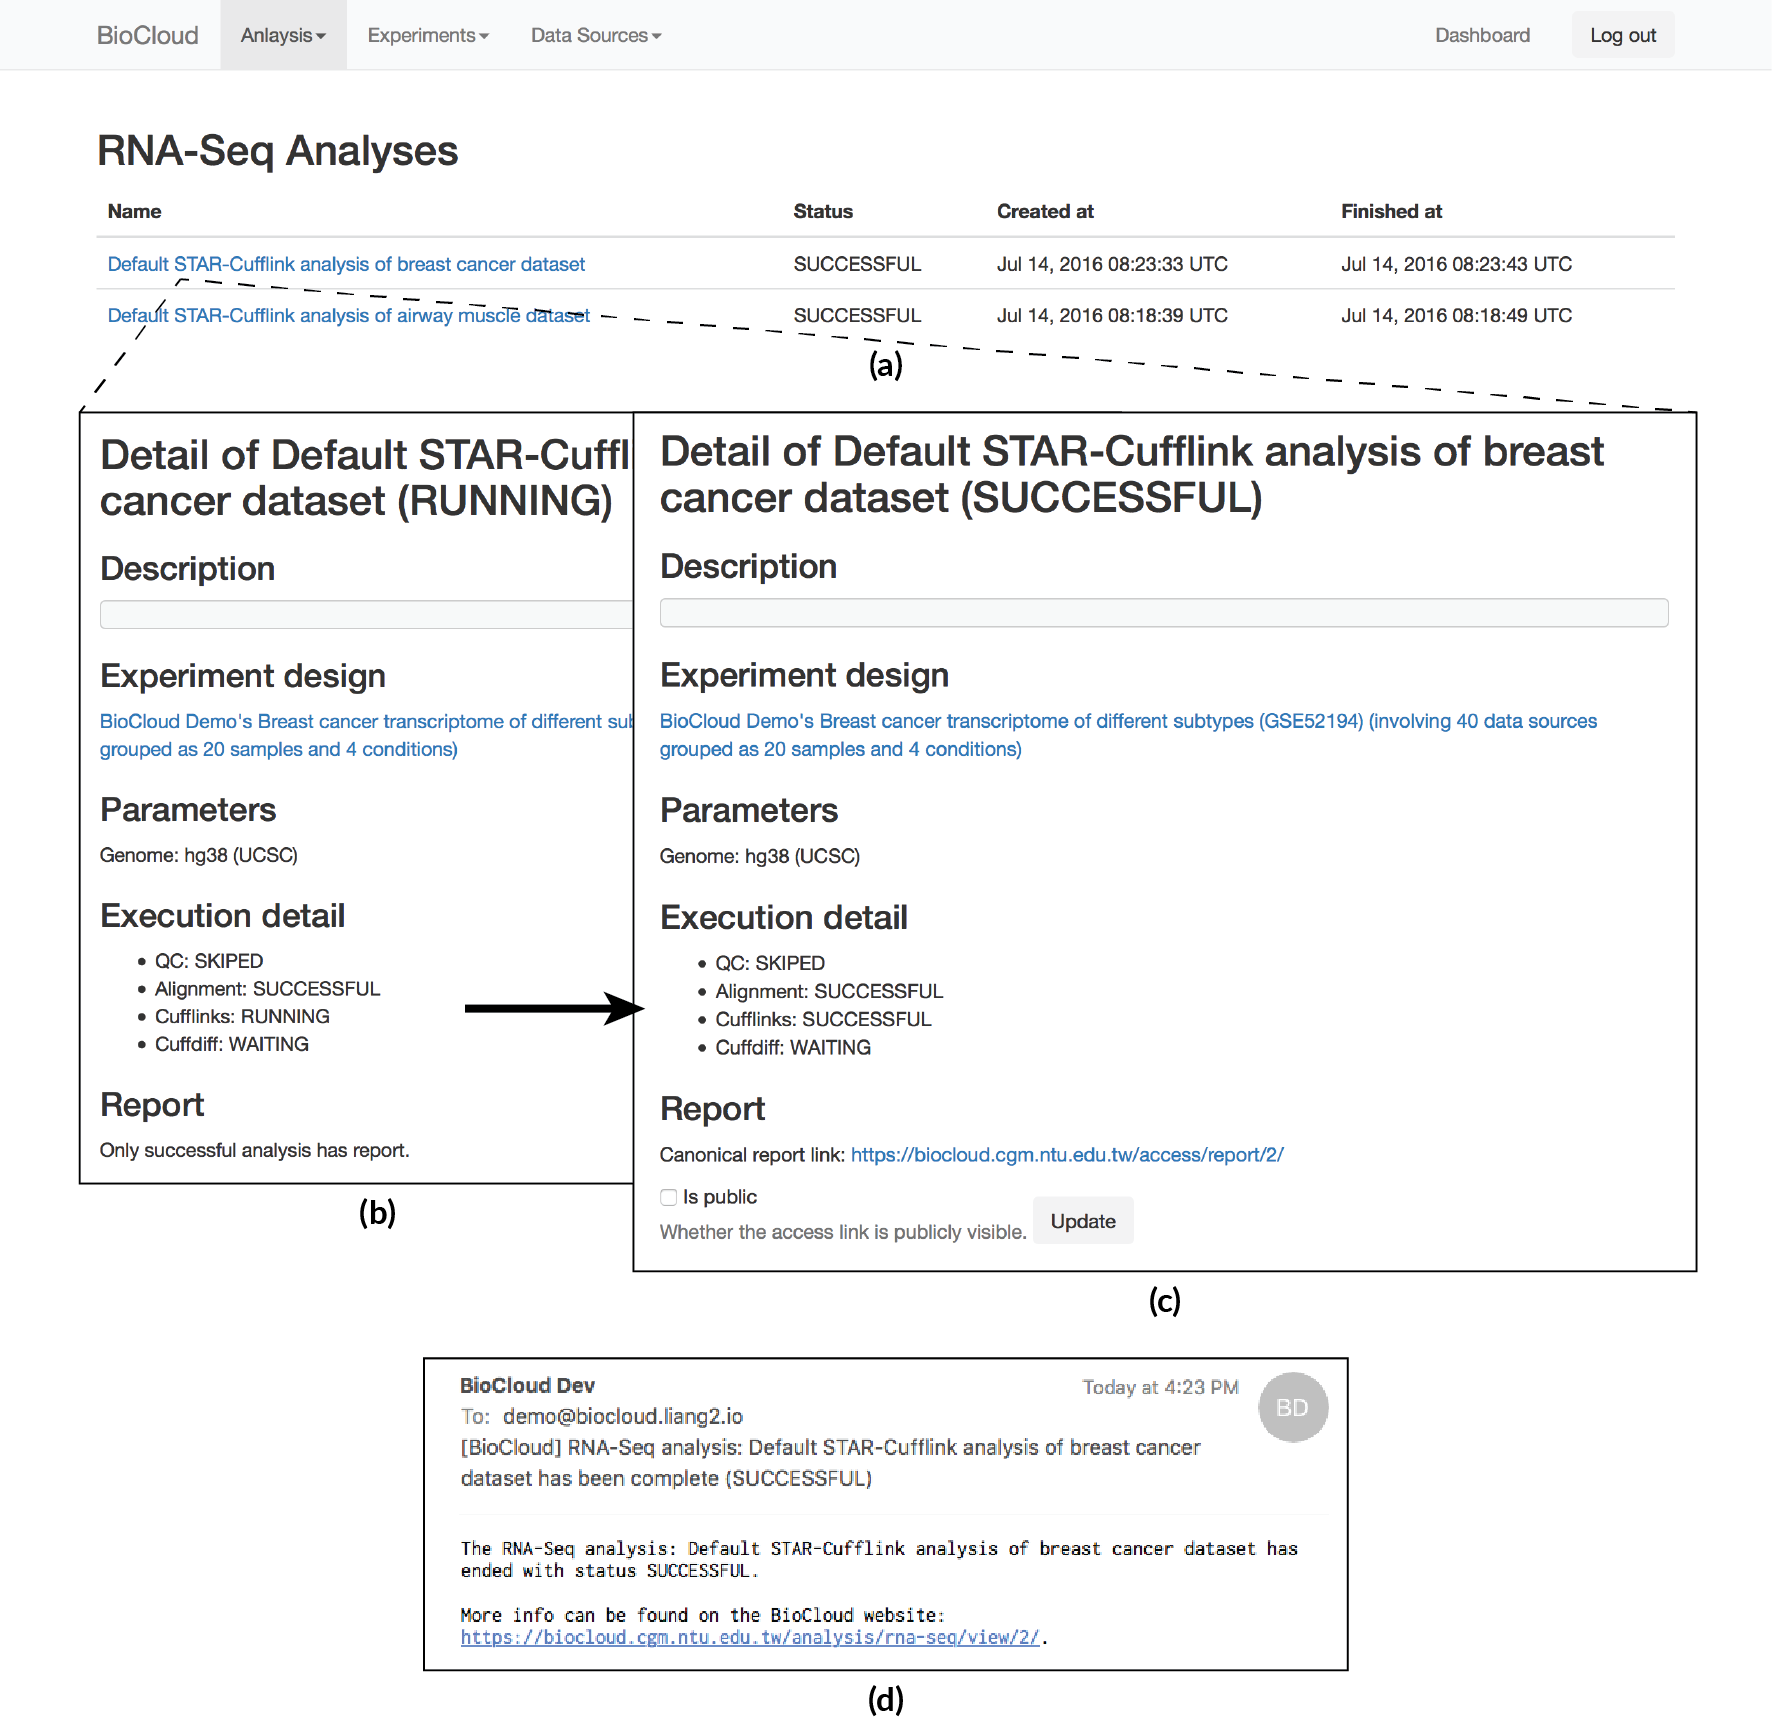 BioCloud Anlaysis Experiments Data Sources Dashboard Log out
RNA-Seq Analyses
Name Status Created at Finished at
Default STAR-Cufflink analysis of breast cancer dataset SUCCESSFUL Jul 14, 2016 08:23:33 UTC Jul 14, 2016 08:23:43 UTC
Default STAR-Cufflink analysis of airway muscle dataset SUCCESSFUL Jul 14, 2016 08:18:39 UTC Jul 14, 2016 08:18:49 UTC
(a)
Detail of Default STAR-Cuffl
cancer dataset (RUNNING)
Description
Experiment design
BioCloud Demo's Breast cancer transcriptome of different sub
grouped as 20 samples and 4 conditions)
Parameters
Genome: hg38 (UCSC)
Execution detail
• QC: SKIPED
• Alignment: SUCCESSFUL
• Cufflinks: RUNNING
• Cuffdiff: WAITING
Report
Only successful analysis has report.
(b)
Detail of Default STAR-Cufflink analysis of breast
cancer dataset (SUCCESSFUL)
Description
Experiment design
BioCloud Demo's Breast cancer transcriptome of different subtypes (GSE52194) (involving 40 data sources
grouped as 20 samples and 4 conditions)
Parameters
Genome: hg38 (UCSC)
Execution detail
• QC: SKIPED
• Alignment: SUCCESSFUL
• Cufflinks: SUCCESSFUL
• Cuffdiff: WAITING
Report
Canonical report link: https://biocloud.cgm.ntu.edu.tw/access/report/2/
Is public
Whether the access link is publicly visible. Update
(c)
BioCloud Dev Today at 4:23 PM BD
To: demo@biocloud.liang2.io
[BioCloud] RNA-Seq analysis: Default STAR-Cufflink analysis of breast cancer
dataset has been complete (SUCCESSFUL)
The RNA-Seq analysis: Default STAR-Cufflink analysis of breast cancer dataset has
ended with status SUCCESSFUL.
More info can be found on the BioCloud website:
https://biocloud.cgm.ntu.edu.tw/analysis/rna-seq/view/2/.
(d)